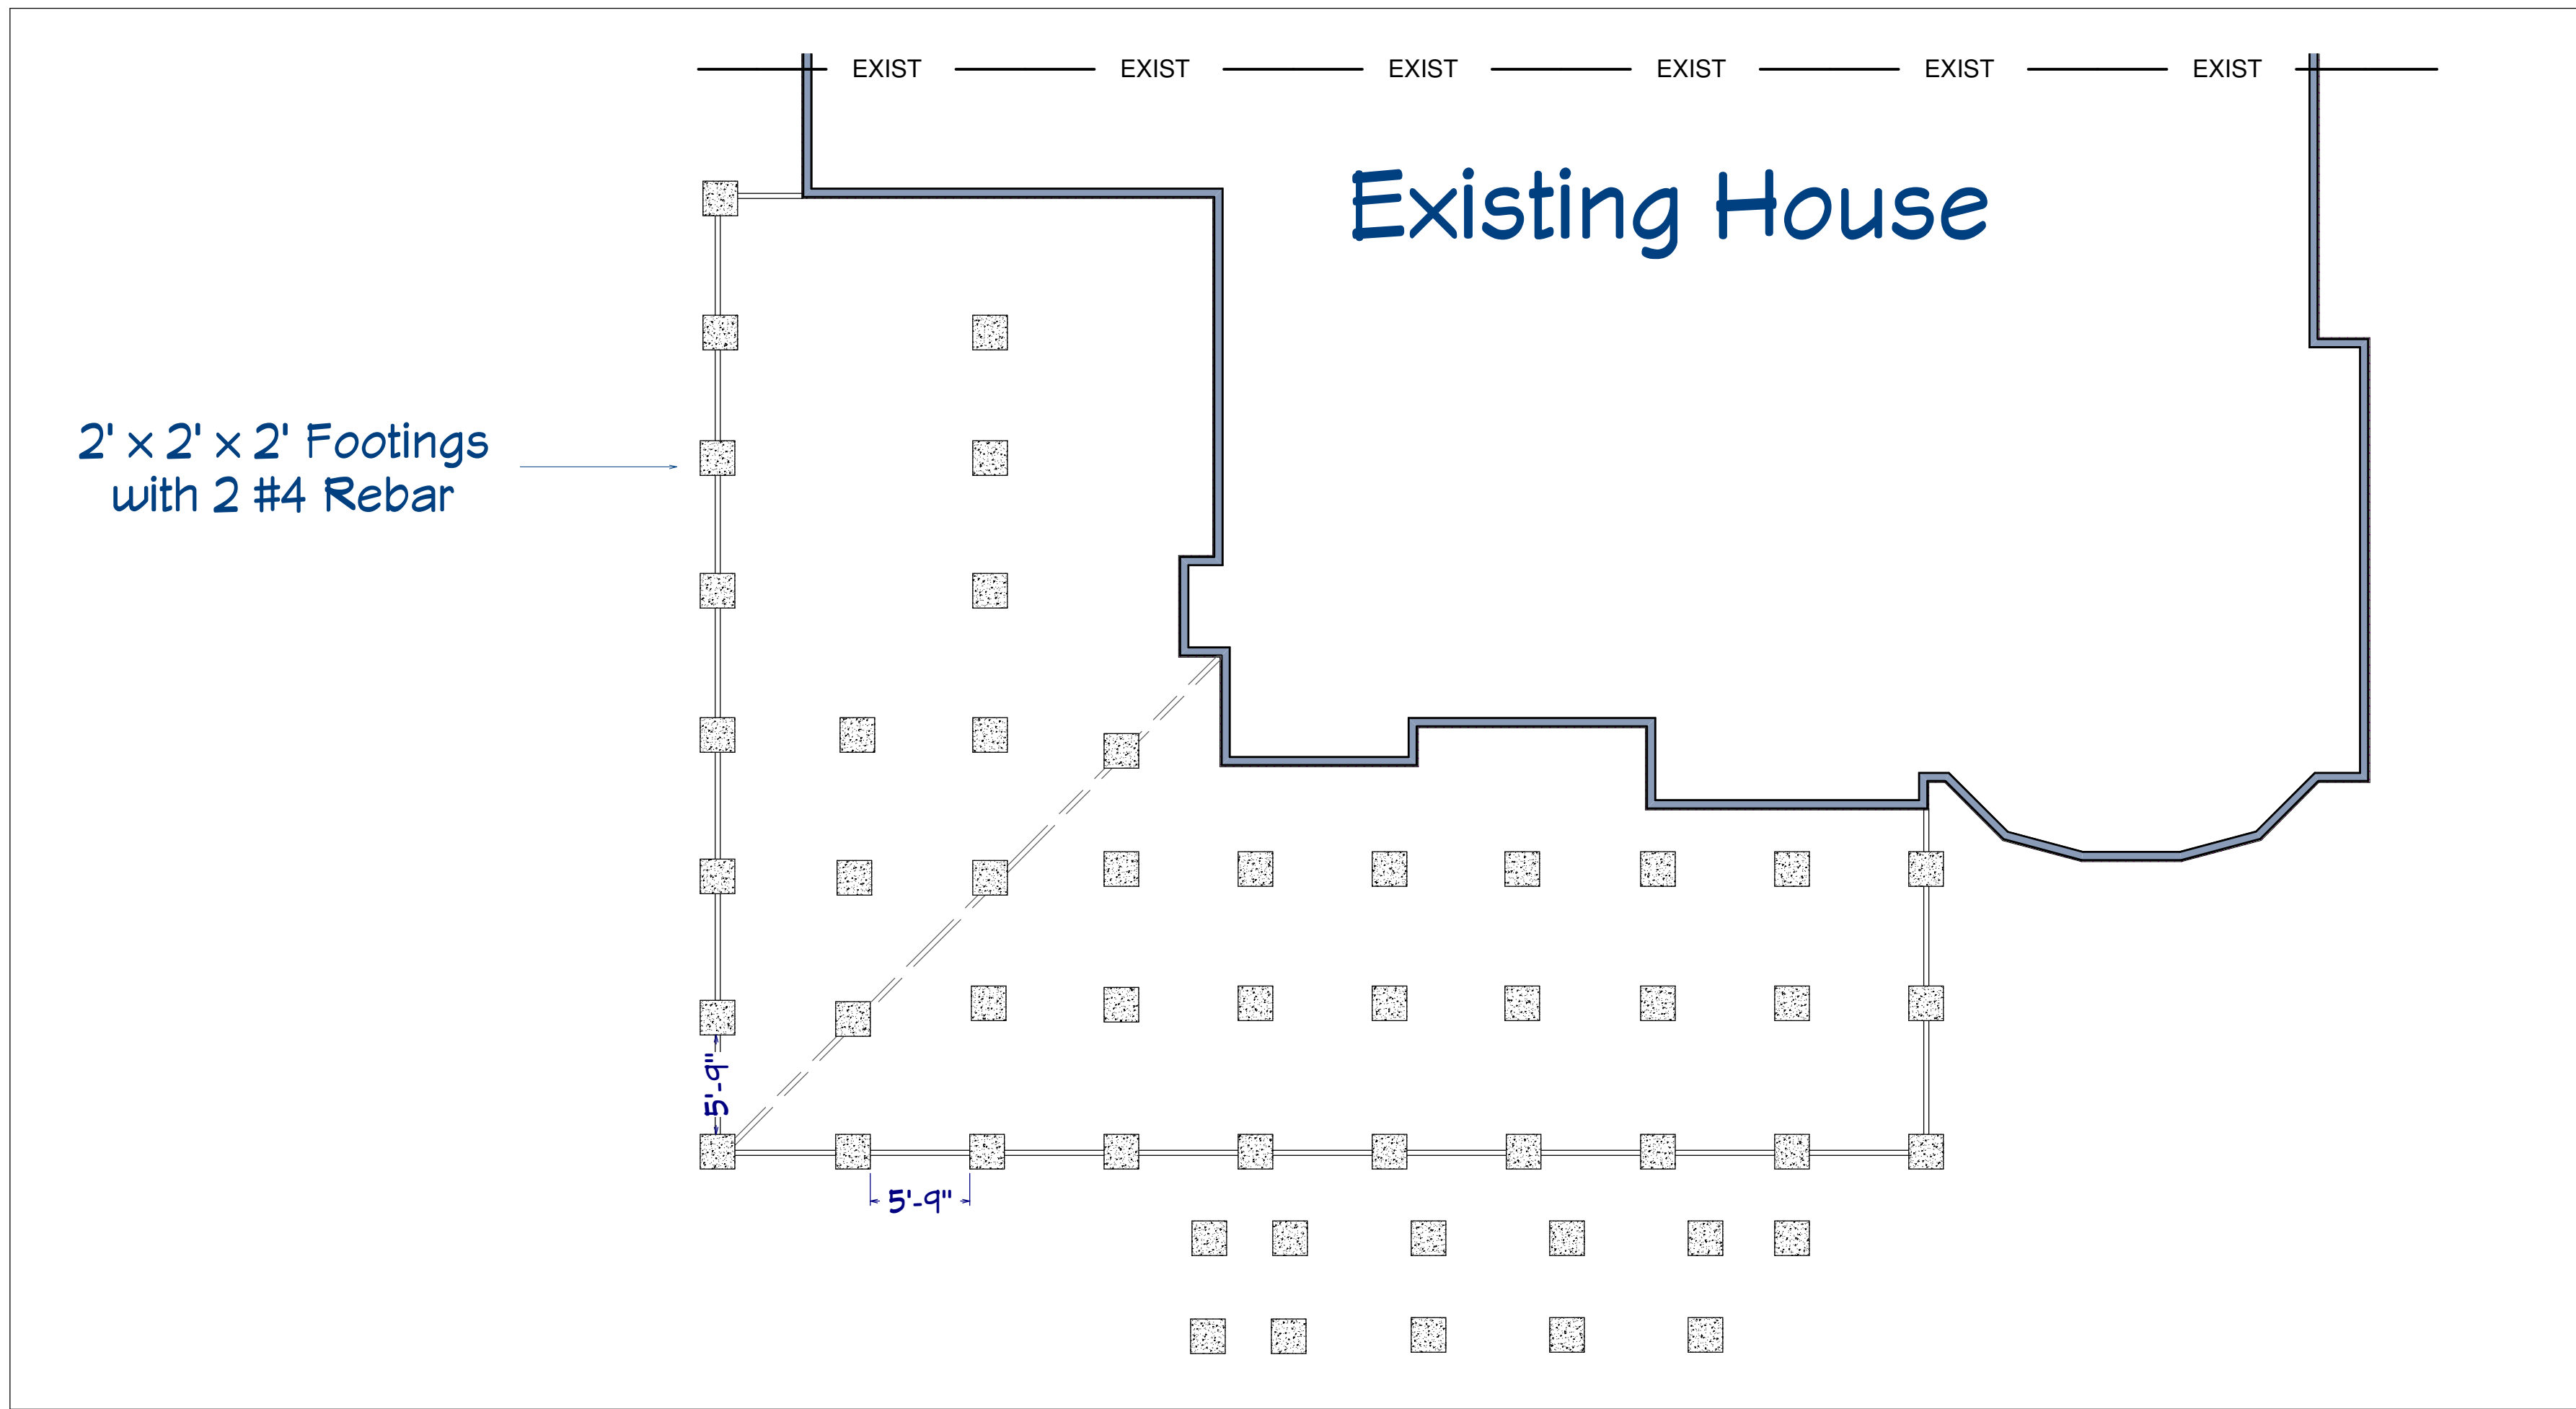 EXIST EXIST EXIST EXIST EXIST EXIST
Existing House
2' x 2' x 2' Footings
with 2 #4 Rebar
5'-9"
5'-9"